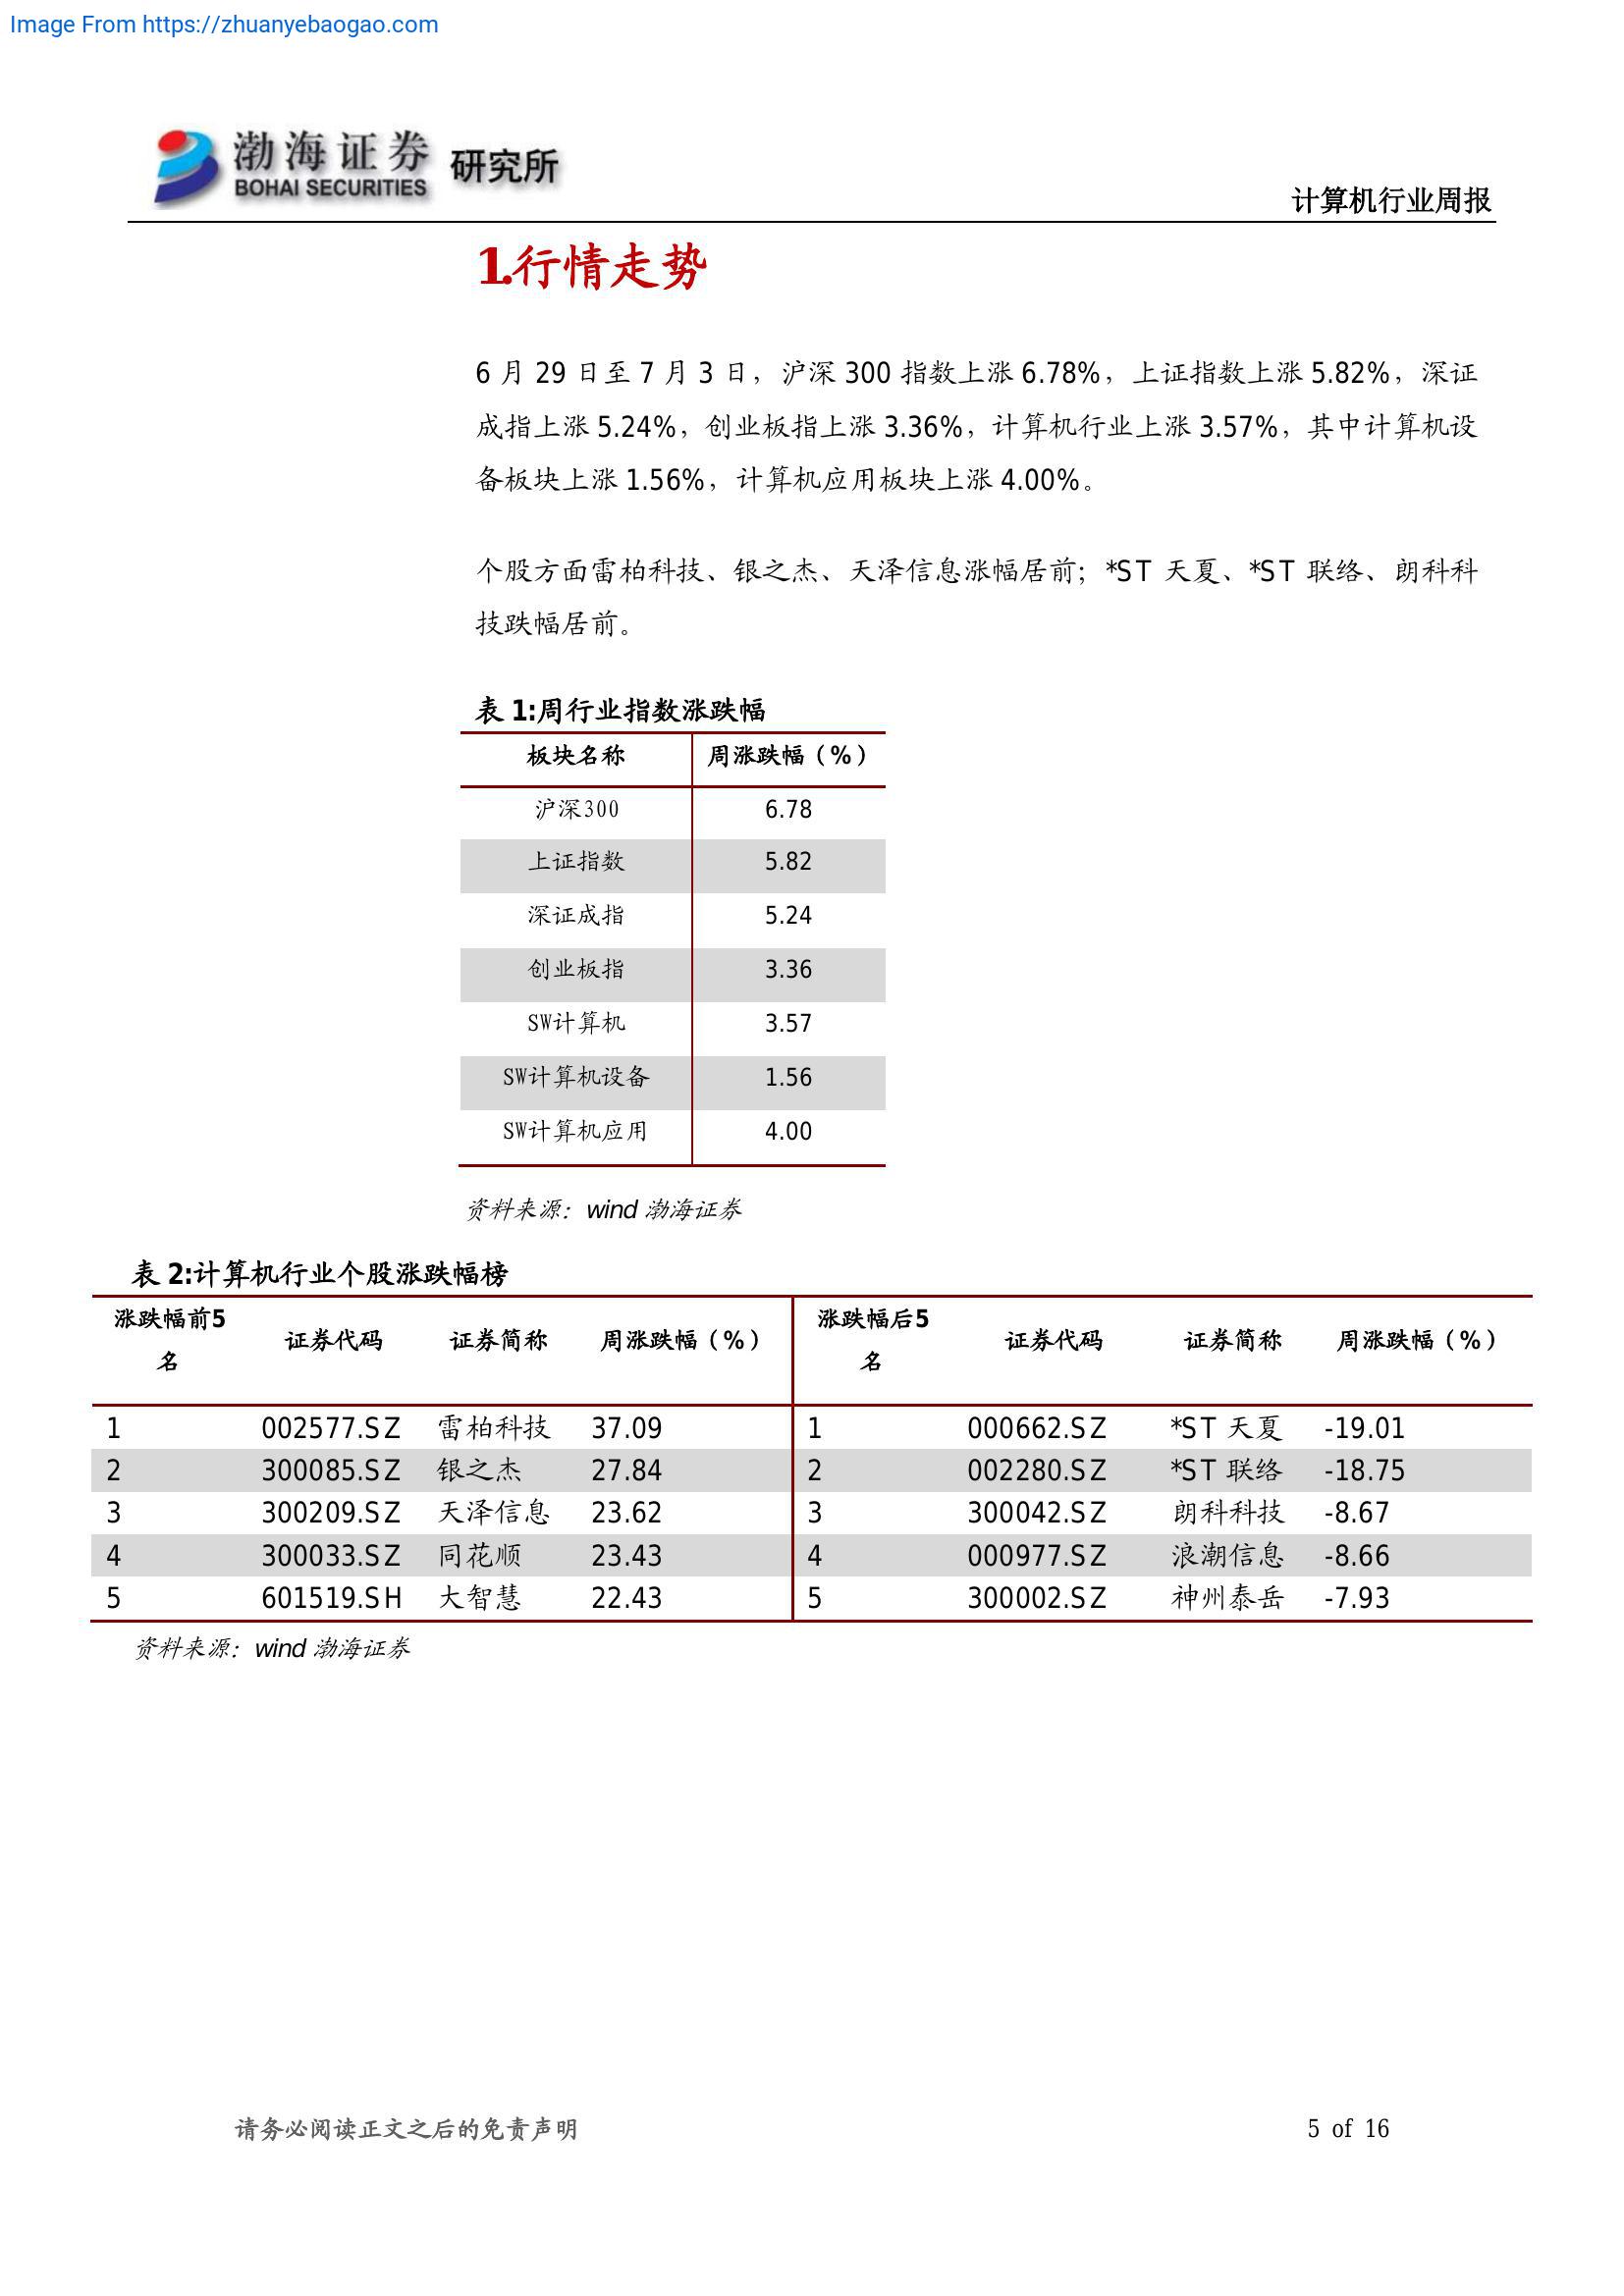 Image From https://zhuanyebaogao.com
渤海证券 研究所
BOHAI SECURITIES
计算机行业周报
1.行情走势
6 月 29 日至 7 月 3 日，沪深 300 指数上涨 6.78%，上证指数上涨 5.82%，深证
成指上涨 5.24%，创业板指上涨 3.36%，计算机行业上涨 3.57%，其中计算机设
备板块上涨 1.56%，计算机应用板块上涨 4.00%。
个股方面雷柏科技、银之杰、天泽信息涨幅居前；*ST 天夏、*ST 联络、朗科科
技跌幅居前。
表 1:周行业指数涨跌幅
板块名称 周涨跌幅（%）
沪深300 6.78
上证指数 5.82
深证成指 5.24
创业板指 3.36
SW计算机 3.57
SW计算机设备 1.56
SW计算机应用 4.00
资料来源：wind 渤海证券
表 2:计算机行业个股涨跌幅榜
涨跌幅前5名 证券代码 证券简称 周涨跌幅（%） 涨跌幅后5名 证券代码 证券简称 周涨跌幅（%）
1 002577.SZ 雷柏科技 37.09 1 000662.SZ *ST 天夏 -19.01
2 300085.SZ 银之杰 27.84 2 002280.SZ *ST 联络 -18.75
3 300209.SZ 天泽信息 23.62 3 300042.SZ 朗科科技 -8.67
4 300033.SZ 同花顺 23.43 4 000977.SZ 浪潮信息 -8.66
5 601519.SH 大智慧 22.43 5 300002.SZ 神州泰岳 -7.93
资料来源：wind 渤海证券
请务必阅读正文之后的免责声明
5 of 16